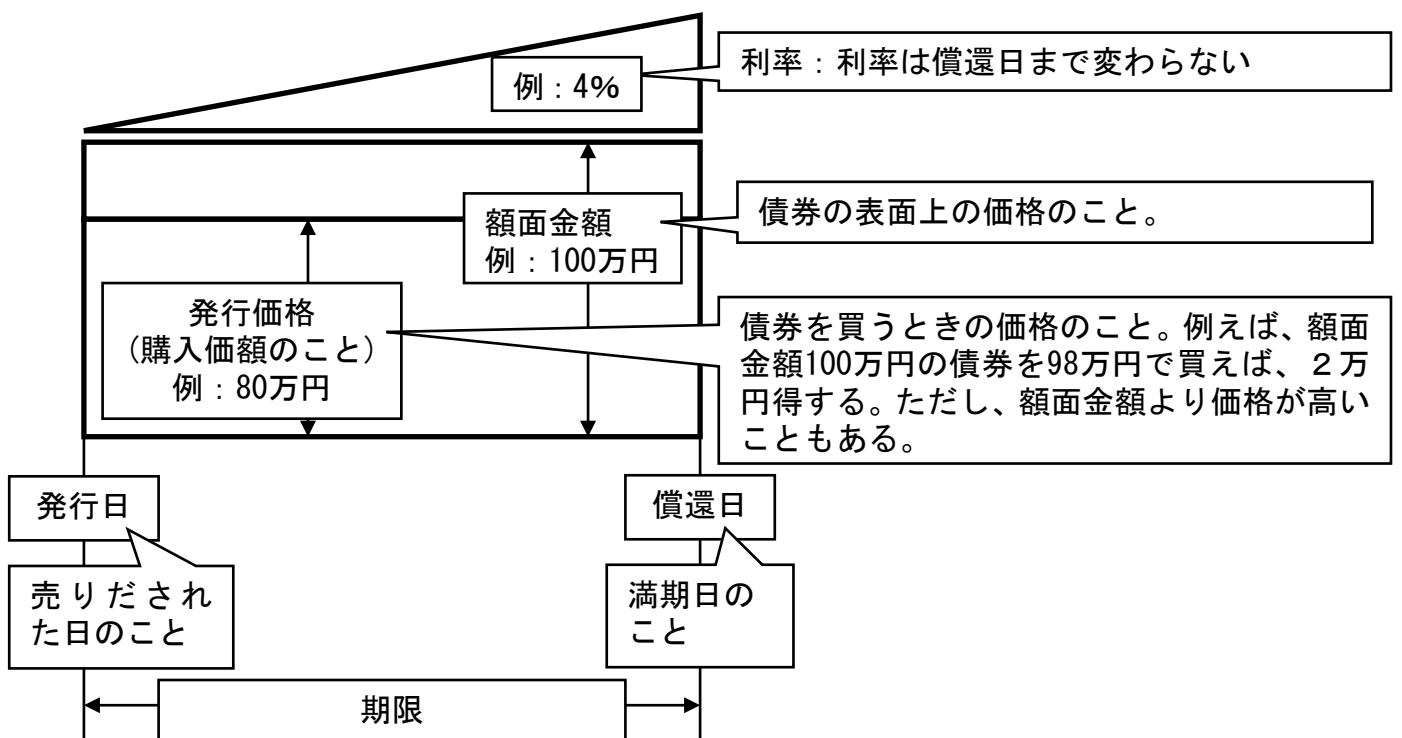 例：4%
利率：利率は償還日まで変わらない
額面金額
例：100万円
債券の表面上の価格のこと。
発行価格
(購入価額のこと)
例：80万円
債券を買うときの価格のこと。例えば、額面
金額100万円の債券を98万円で買えば、２万
円得する。ただし、額面金額より価格が高い
こともある。
発行日
償還日
売りだされ
た日のこと
満期日の
こと
期限